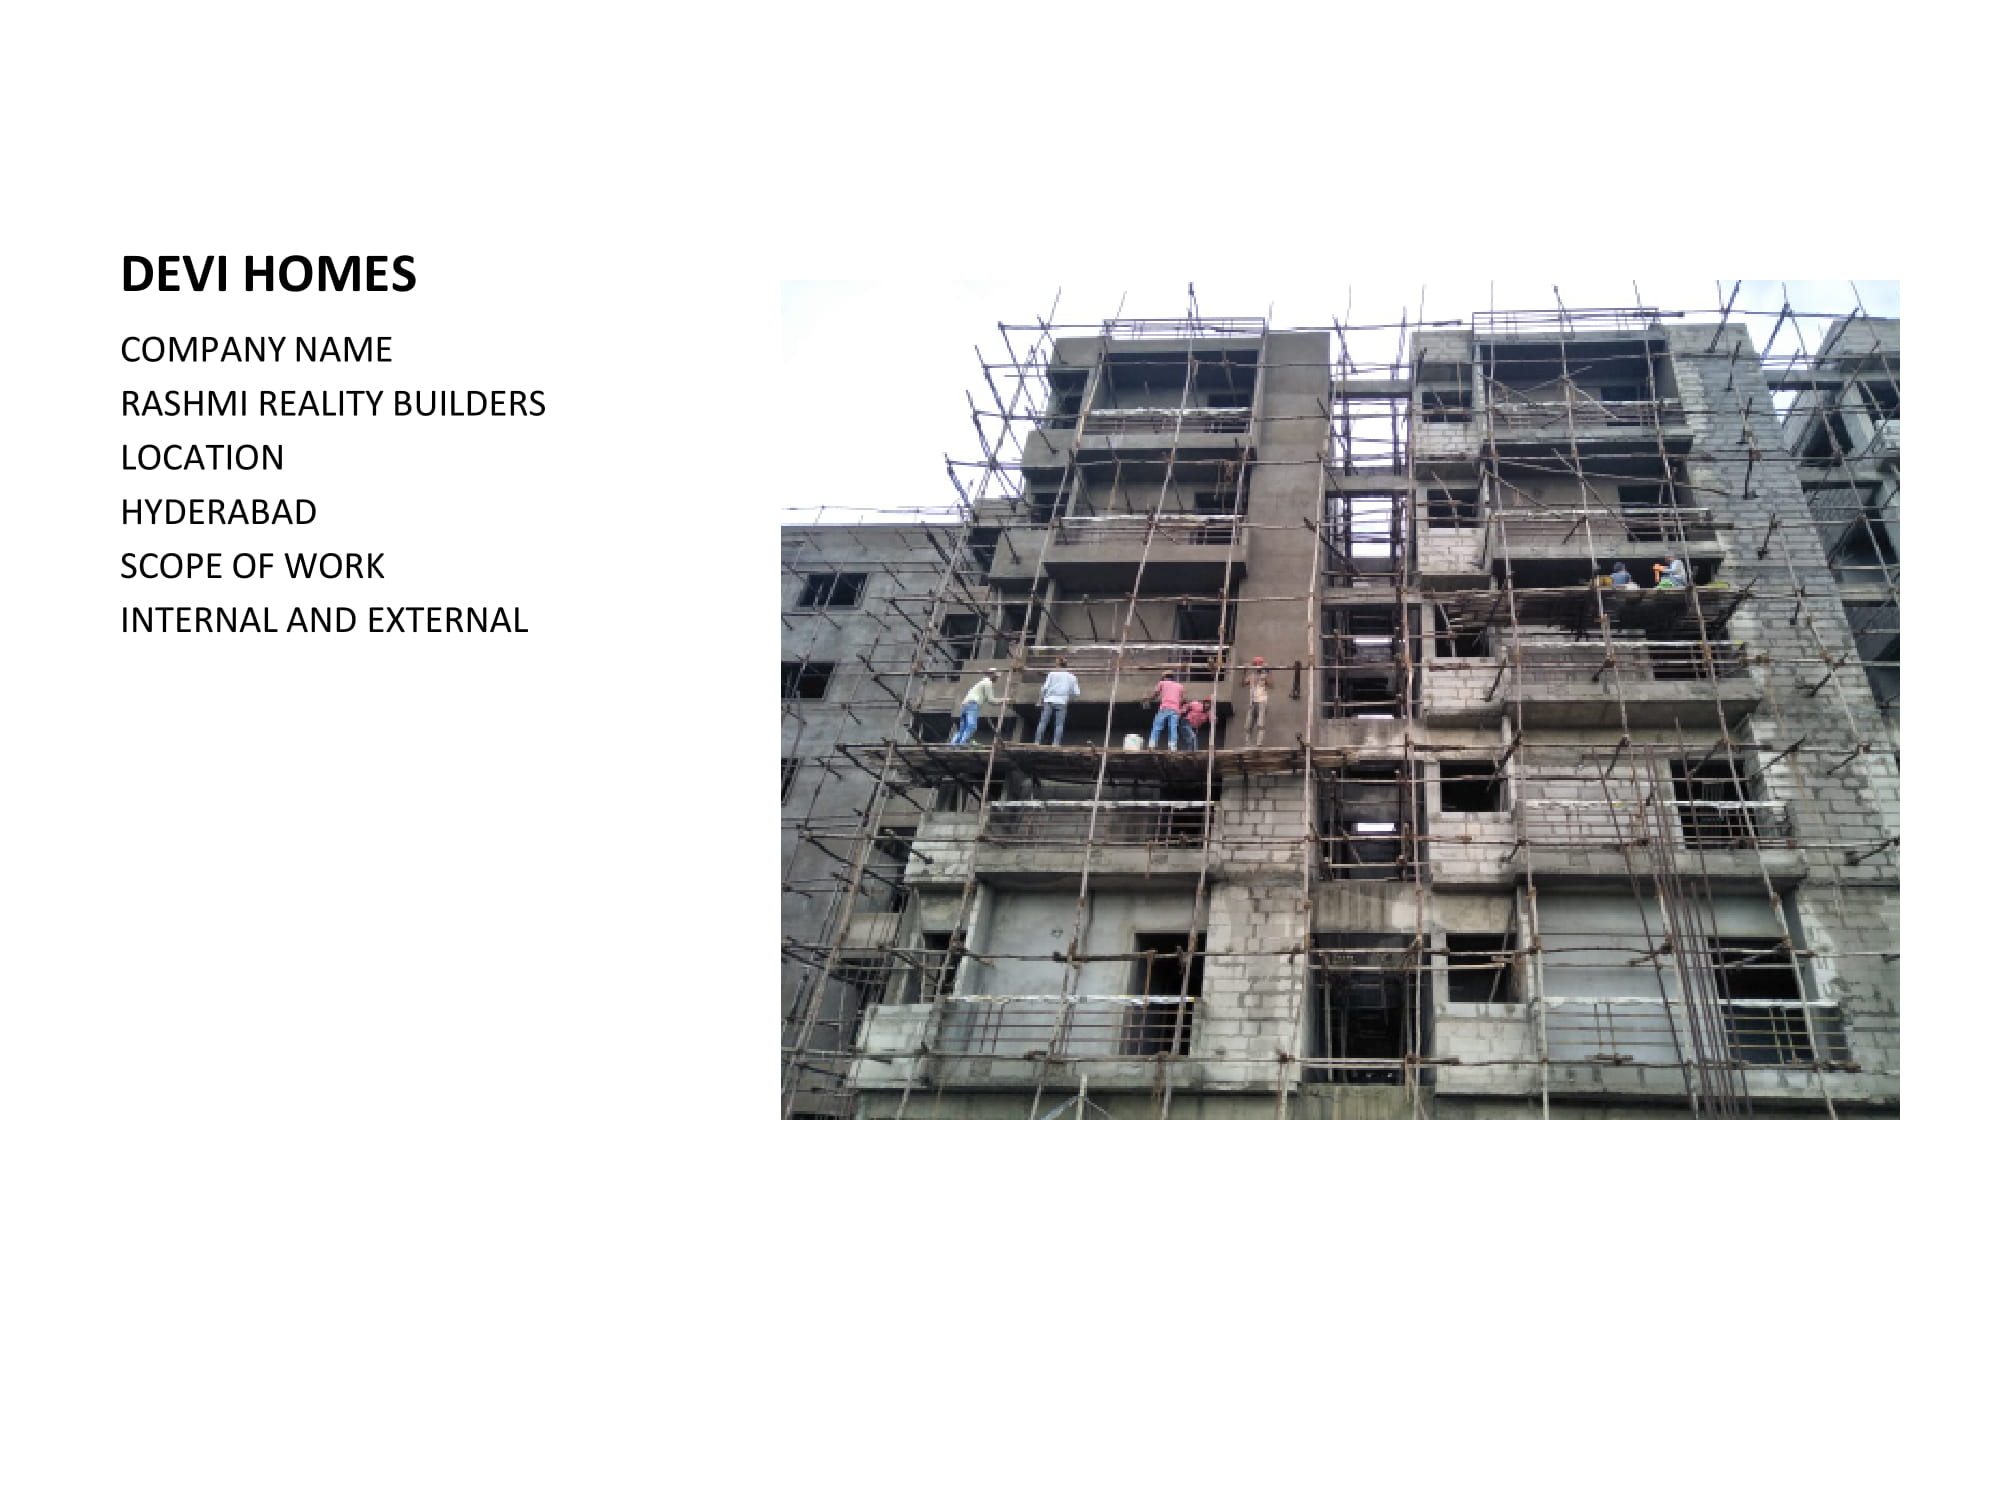 DEVI HOMES
COMPANY NAME
RASHMI REALITY BUILDERS
LOCATION
HYDERABAD
SCOPE OF WORK
INTERNAL AND EXTERNAL